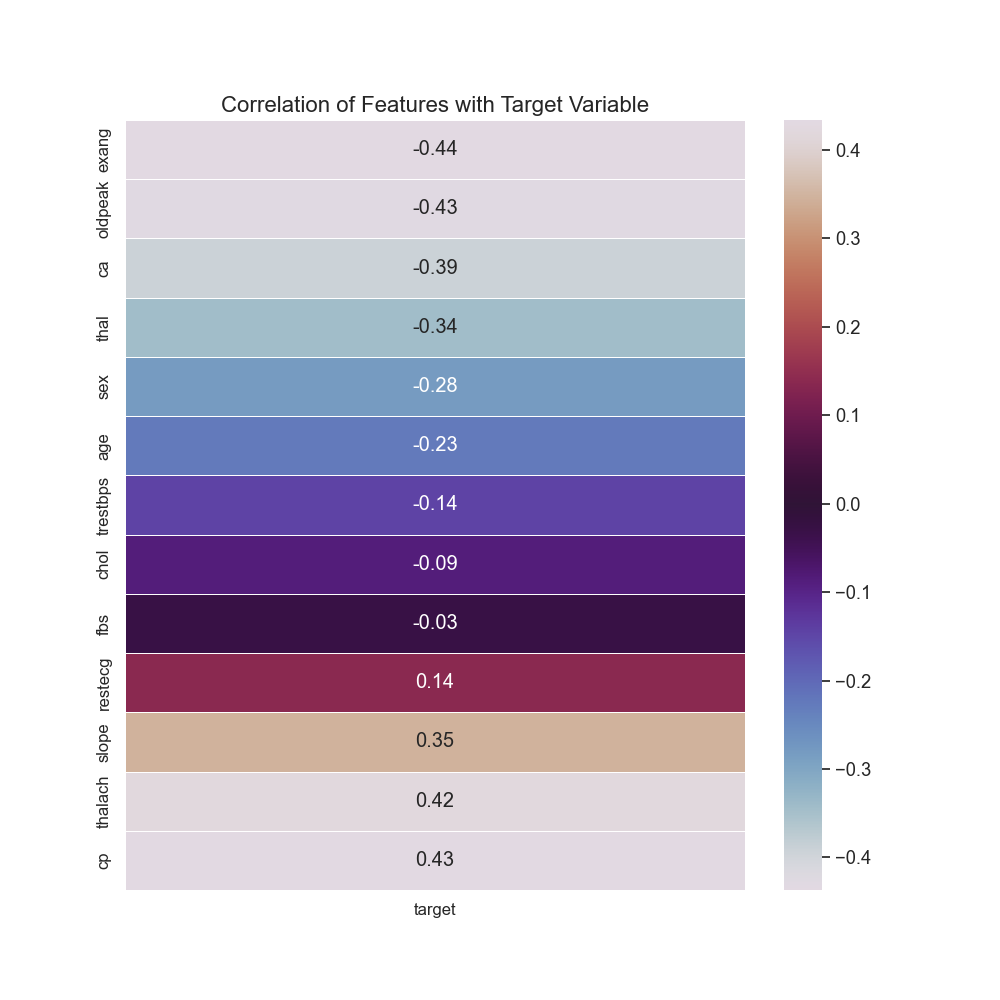 Correlation of Features with Target Variable
exang -0.44
oldpeak -0.43
ca -0.39
thal -0.34
sex -0.28
age -0.23
trestbps -0.14
chol -0.09
fbs -0.03
restecg 0.14
slope 0.35
thalach 0.42
cp 0.43
target
0.4
0.3
0.2
0.1
0.0
−0.1
−0.2
−0.3
−0.4